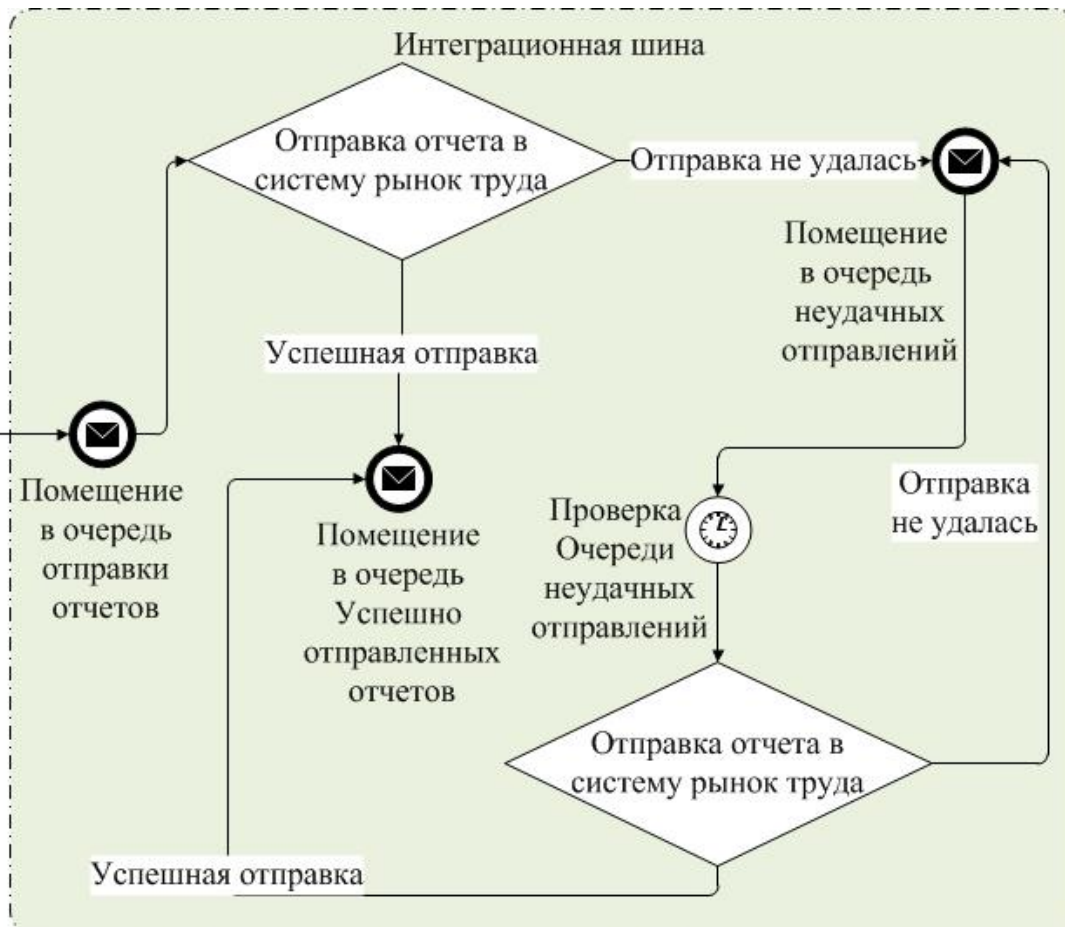 Интеграционная шина
Отправка отчета в
систему рынок труда
Отправка не удалась
Помещение
в очередь
неудачных
отправлений
Успешная отправка
Помещение
в очередь
отправки
отчетов
Помещение
в очередь
Успешно
отправленных
отчетов
Проверка
Очереди
неудачных
отправлений
Отправка
не удалась
Отправка отчета в
систему рынок труда
Успешная отправка